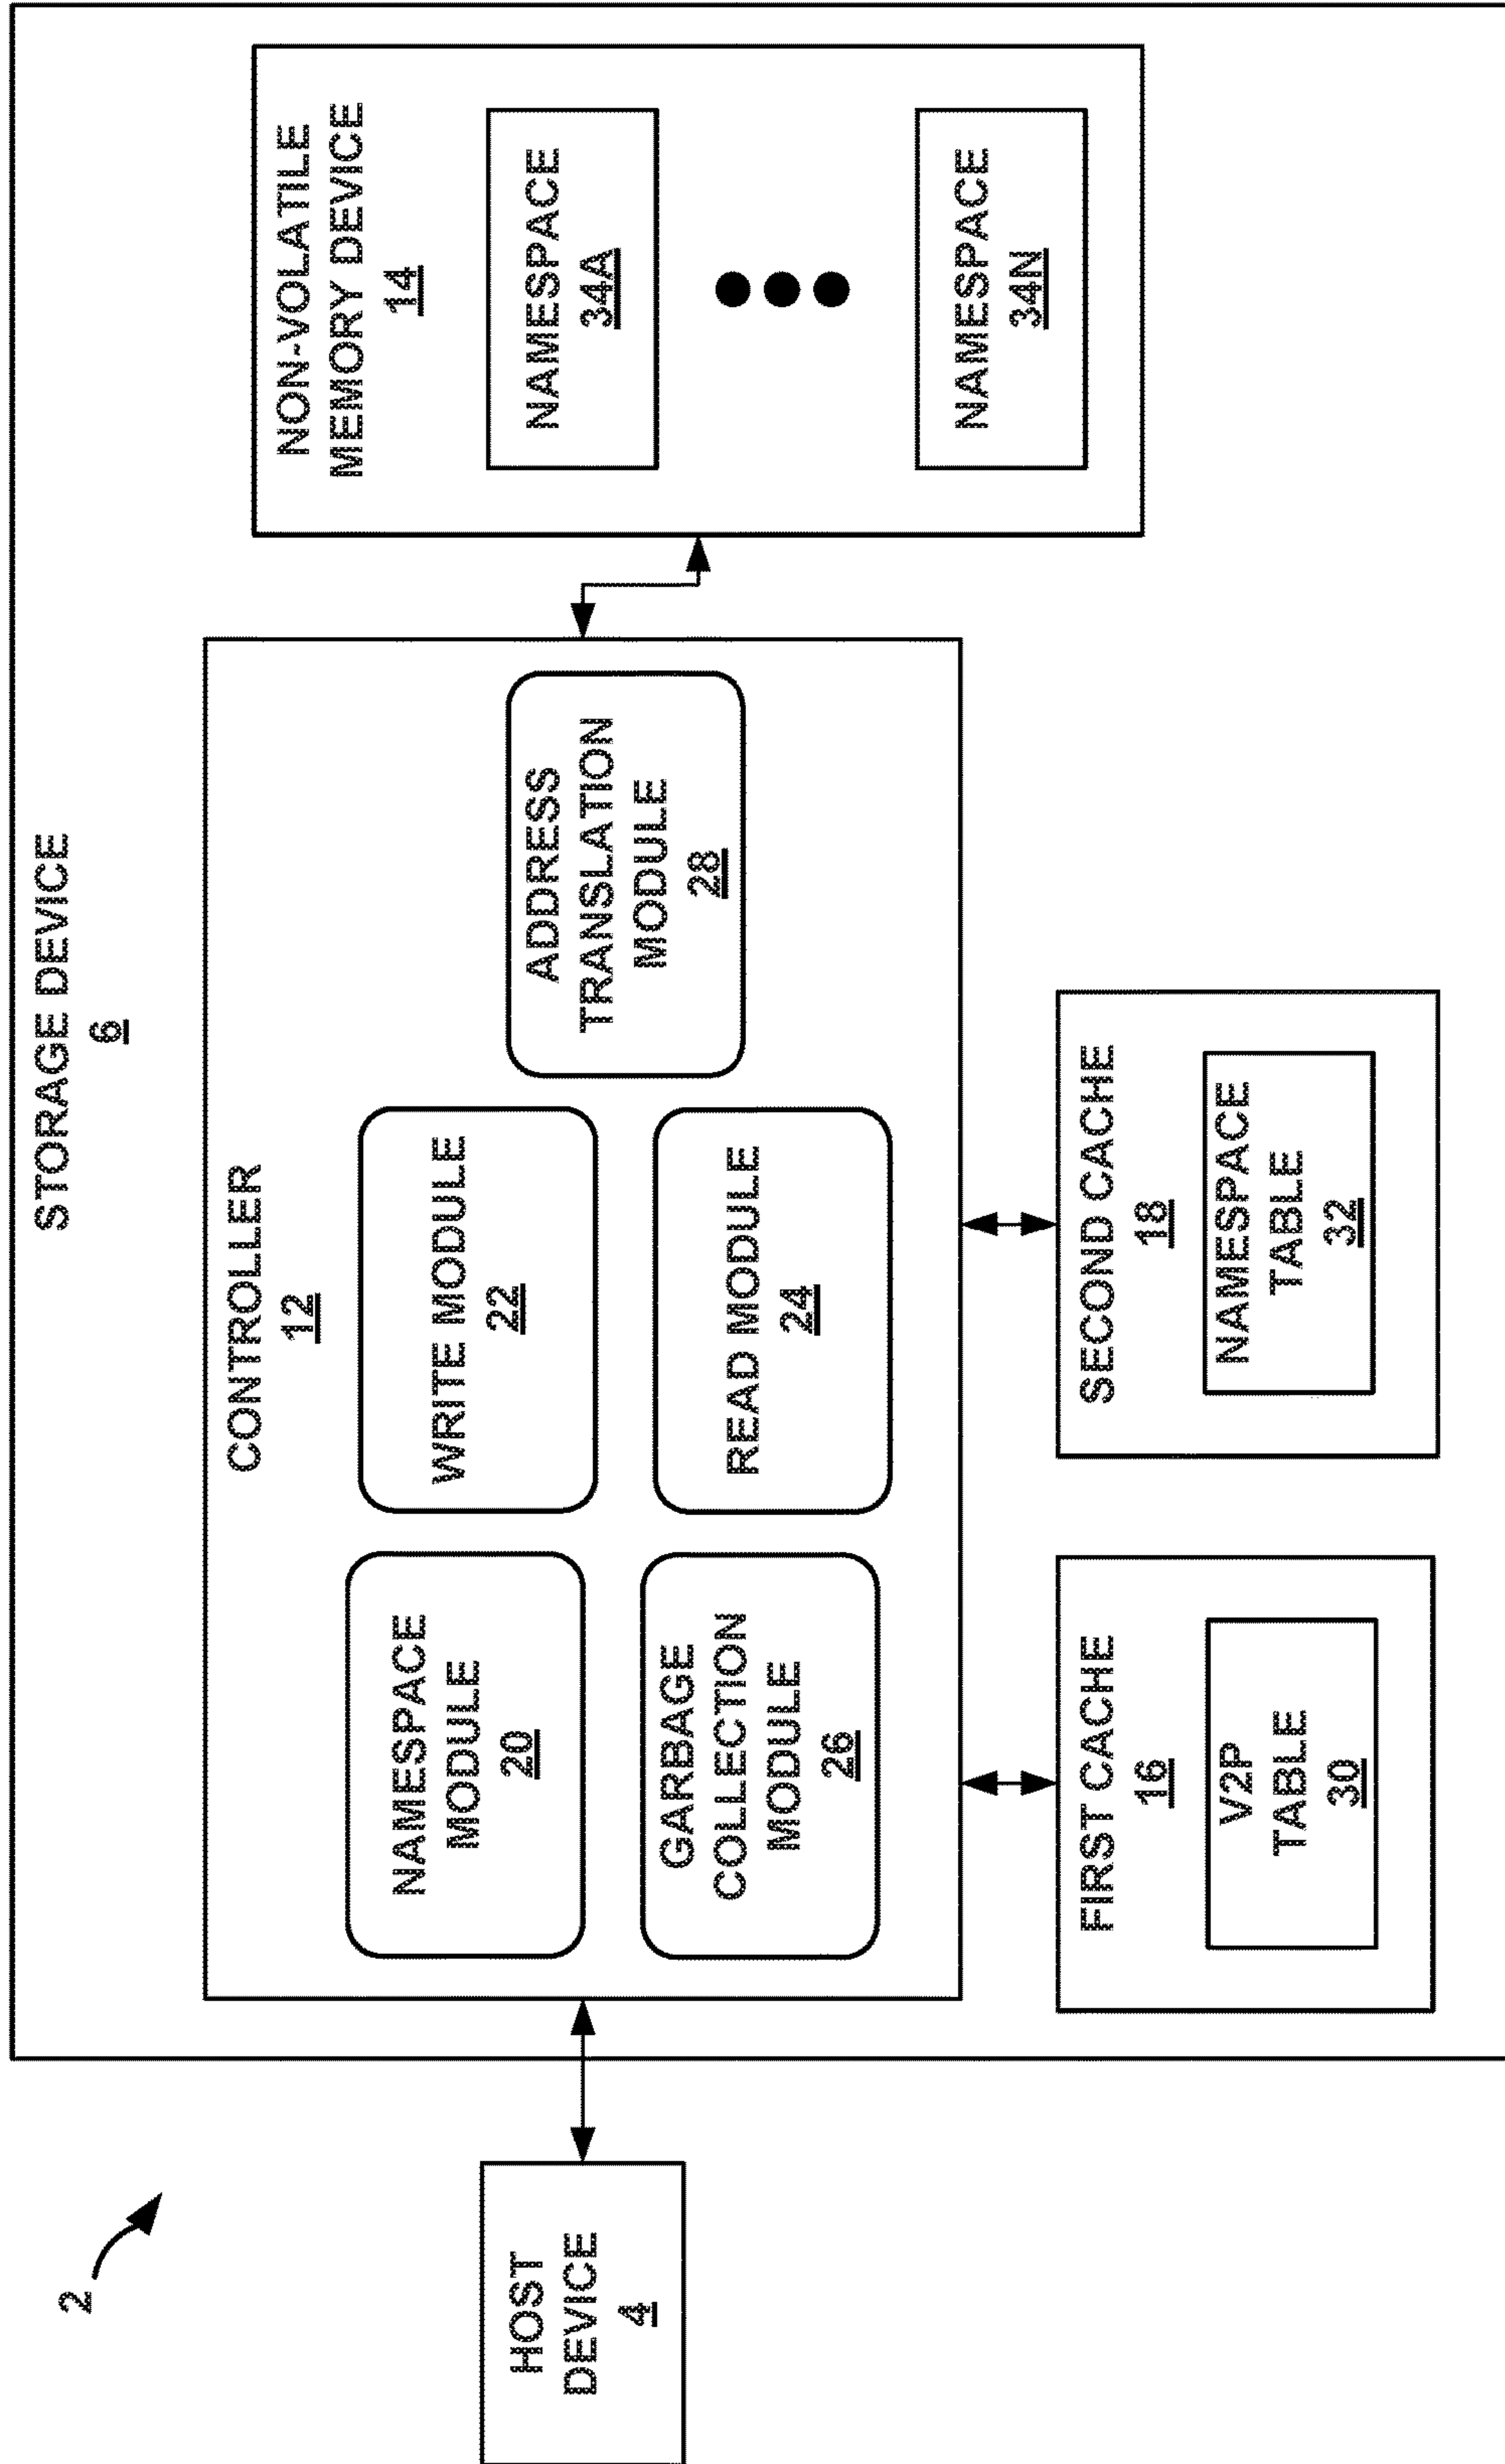 2
HOST
DEVICE
4
STORAGE DEVICE
6
CONTROLLER
12
NAMESPACE
MODULE
20
WRITE MODULE
22
GARBAGE
COLLECTION
MODULE
26
READ MODULE
24
ADDRESS
TRANSLATION
MODULE
28
FIRST CACHE
16
V2P
TABLE
30
SECOND CACHE
18
NAMESPACE
TABLE
32
NON-VOLATILE
MEMORY DEVICE
14
NAMESPACE
34A
NAMESPACE
34N